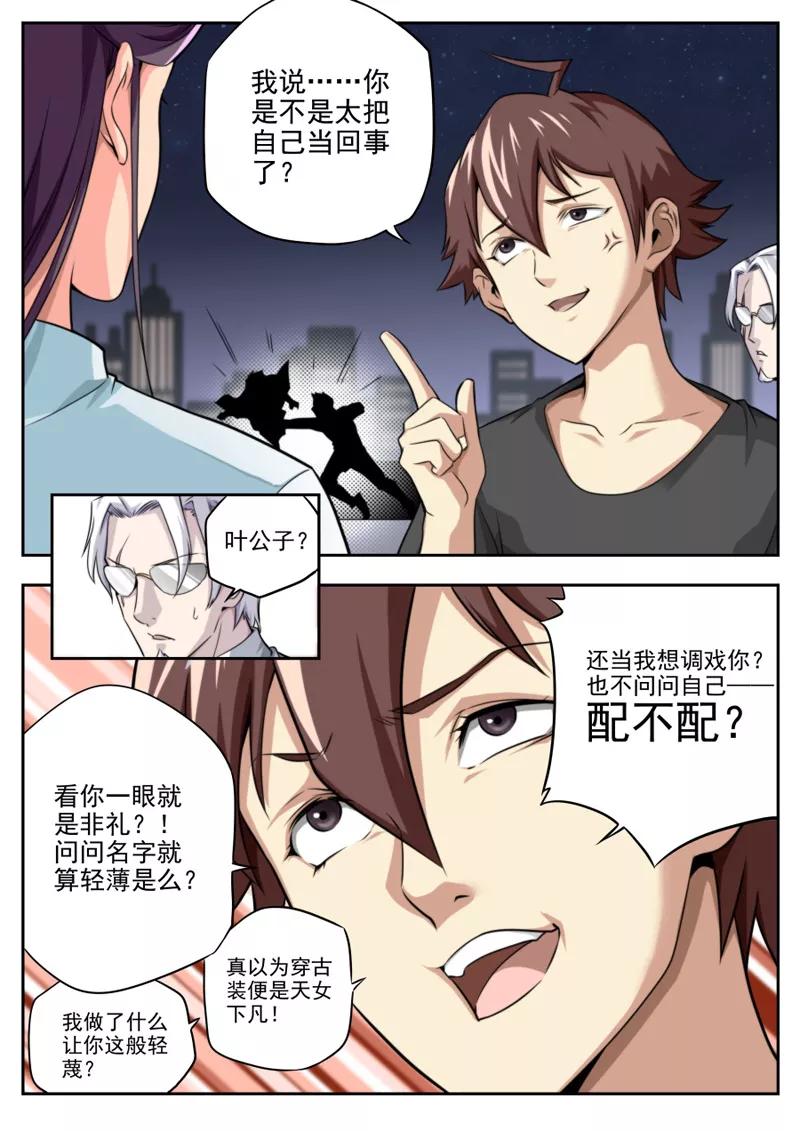 我说……你
是不是太把
自己当回事
了？
叶公子？
还当我想调戏你？
也不问问自己——
配不配？
看你一眼就
是非礼？！
问问名字就
算轻薄是么？
真以为穿古
装便是天女
下凡！
我做了什么
让你这般轻
蔑？